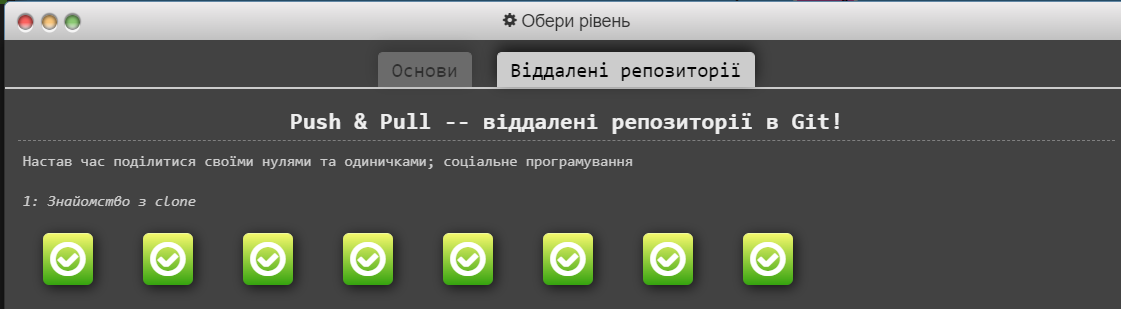 Обери рівень
Основи Віддалені репозиторії
Push & Pull -- віддалені репозиторії в Git!
Настав час поділитися своїми нулями та одиничками; соціальне програмування
1: Знайомство з clone